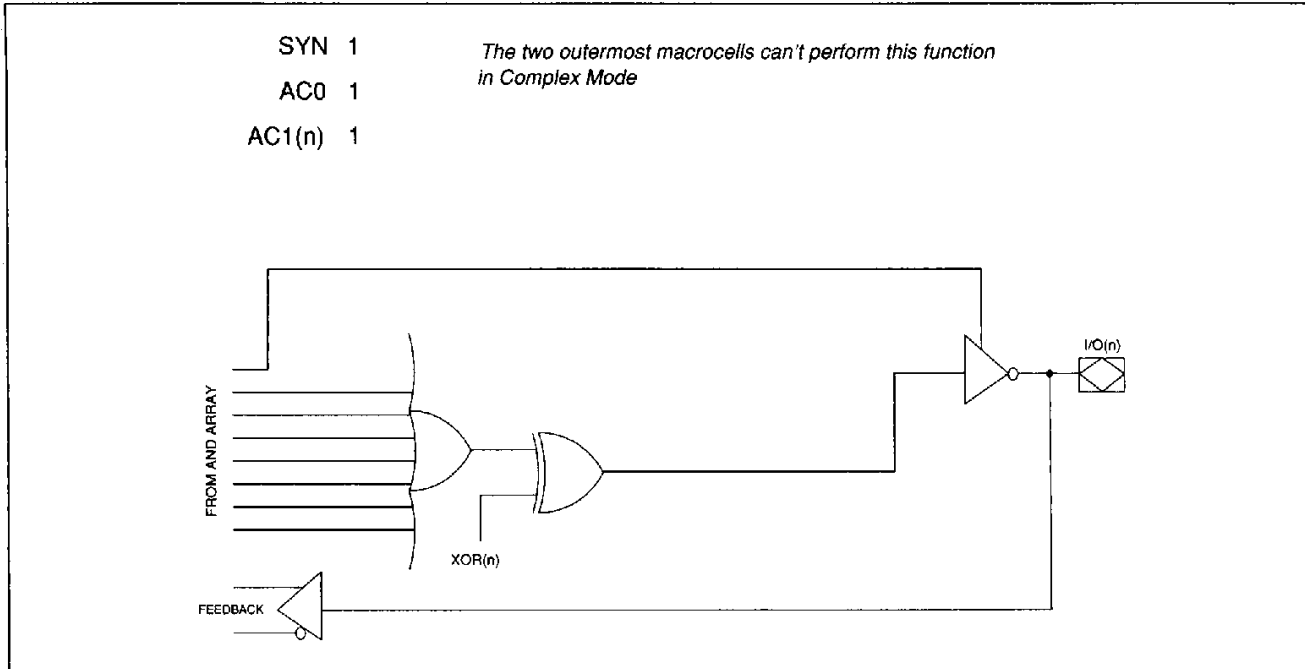 SYN 1
AC0 1
AC1(n) 1
The two outermost macrocells can't perform this function
in Complex Mode
I/O(n)
FROM AND ARRAY
XOR(n)
FEEDBACK